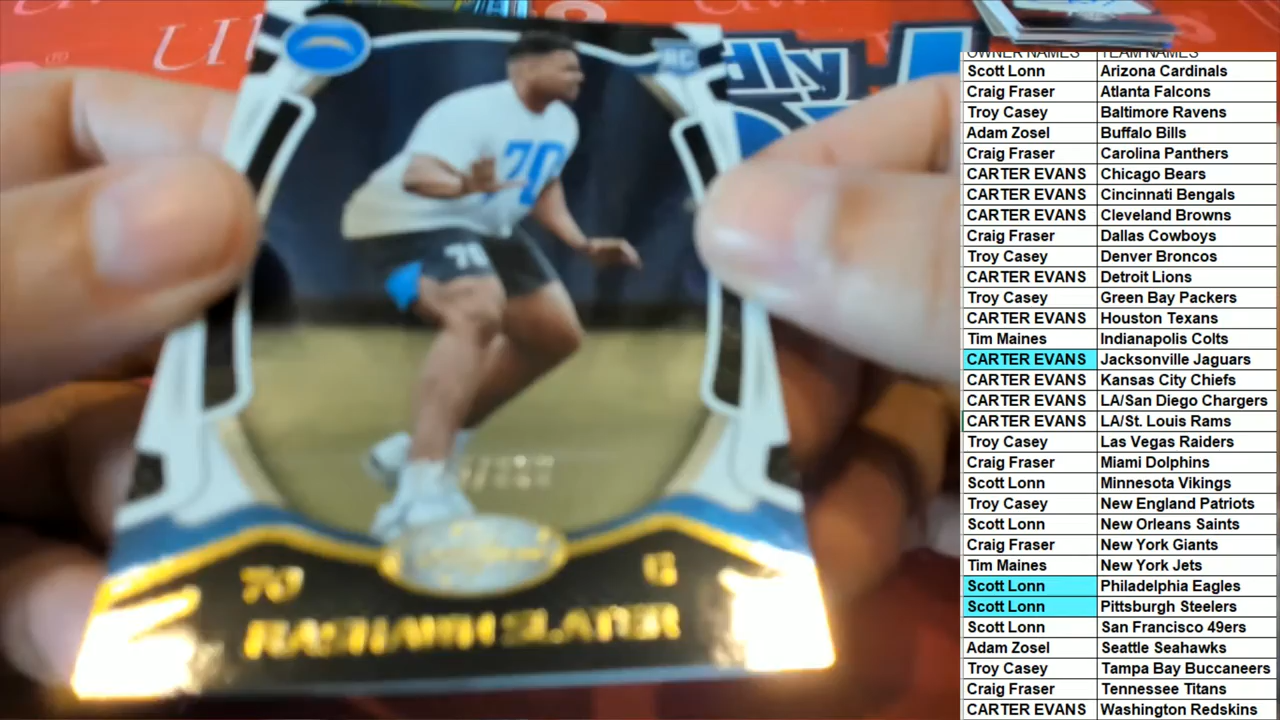 dly
RC
70
70
70
RASHAWN SLATER
OWNER NAMES TEAM NAMES
Scott Lonn Arizona Cardinals
Craig Fraser Atlanta Falcons
Troy Casey Baltimore Ravens
Adam Zosel Buffalo Bills
Craig Fraser Carolina Panthers
CARTER EVANS Chicago Bears
CARTER EVANS Cincinnati Bengals
CARTER EVANS Cleveland Browns
Craig Fraser Dallas Cowboys
Troy Casey Denver Broncos
CARTER EVANS Detroit Lions
Troy Casey Green Bay Packers
CARTER EVANS Houston Texans
Tim Maines Indianapolis Colts
CARTER EVANS Jacksonville Jaguars
CARTER EVANS Kansas City Chiefs
CARTER EVANS LA/San Diego Chargers
CARTER EVANS LA/St. Louis Rams
Troy Casey Las Vegas Raiders
Craig Fraser Miami Dolphins
Scott Lonn Minnesota Vikings
Troy Casey New England Patriots
Scott Lonn New Orleans Saints
Craig Fraser New York Giants
Tim Maines New York Jets
Scott Lonn Philadelphia Eagles
Scott Lonn Pittsburgh Steelers
Scott Lonn San Francisco 49ers
Adam Zosel Seattle Seahawks
Troy Casey Tampa Bay Buccaneers
Craig Fraser Tennessee Titans
CARTER EVANS Washington Redskins